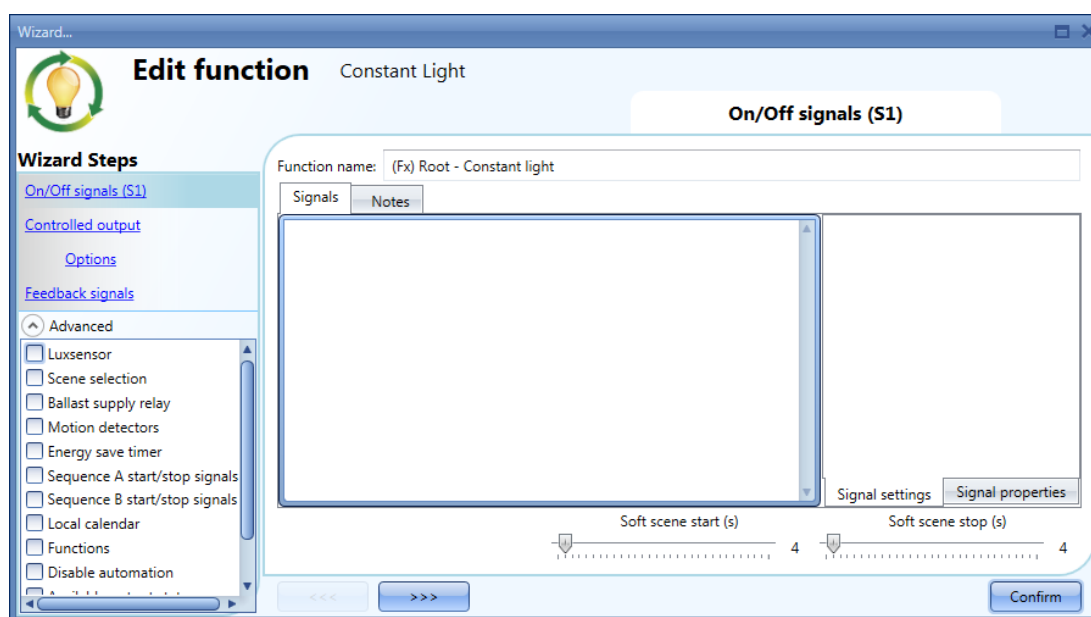 Wizard...
Edit function Constant Light
On/Off signals (S1)
Wizard Steps
On/Off signals (S1)
Controlled output
Options
Feedback signals
Advanced
Luxsensor
Scene selection
Ballast supply relay
Motion detectors
Energy save timer
Sequence A start/stop signals
Sequence B start/stop signals
Local calendar
Functions
Disable automation
Function name: (Fx) Root - Constant light
Signals Notes
Signal settings Signal properties
Soft scene start (s) Soft scene stop (s)
4 4
<<< >>> Confirm